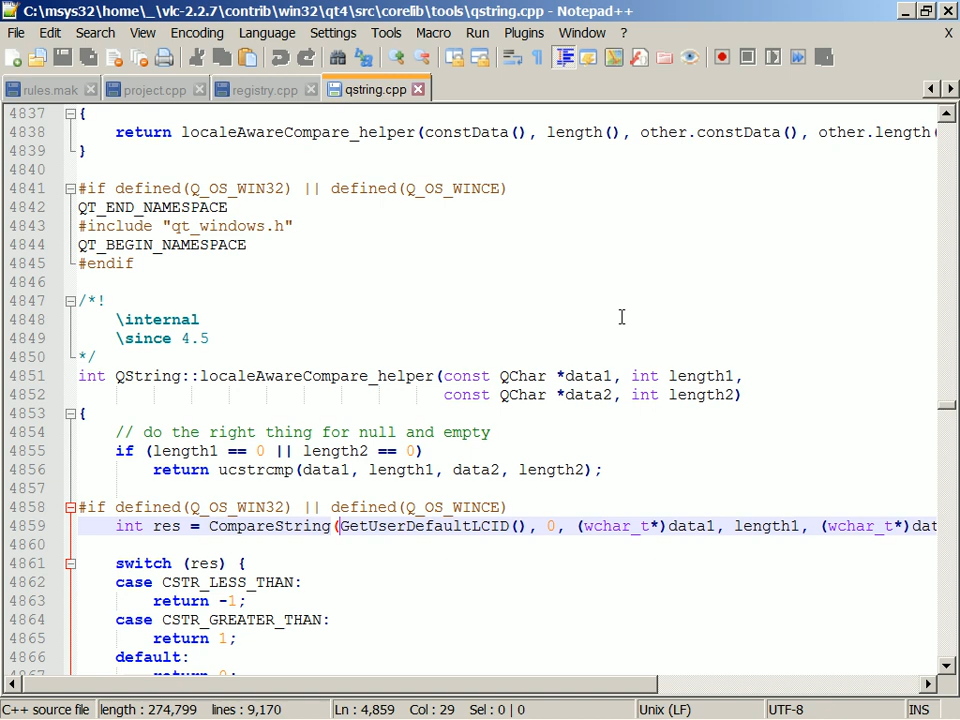 C:\msys32\home\_\vlc-2.2.7\contrib\win32\qt4\src\corelib\tools\qstring.cpp - Notepad++
File Edit Search View Encoding Language Settings Tools Macro Run Plugins Window ? X
rules.mak project.cpp registry.cpp qstring.cpp
4837 {
4838 return localeAwareCompare_helper(constData(), length(), other.constData(), other.length(
4839 }
4840
4841 #if defined(Q_OS_WIN32) || defined(Q_OS_WINCE)
4842 QT_END_NAMESPACE
4843 #include "qt_windows.h"
4844 QT_BEGIN_NAMESPACE
4845 #endif
4846
4847 /*!
4848 \internal
4849 \since 4.5
4850 */
4851 int QString::localeAwareCompare_helper(const QChar *data1, int length1,
4852 const QChar *data2, int length2)
4853 {
4854 // do the right thing for null and empty
4855 if (length1 == 0 || length2 == 0)
4856 return ucstrcmp(data1, length1, data2, length2);
4857
4858 #if defined(Q_OS_WIN32) || defined(Q_OS_WINCE)
4859 int res = CompareString(GetUserDefaultLCID(), 0, (wchar_t*)data1, length1, (wchar_t*)dat
4860
4861 switch (res) {
4862 case CSTR_LESS_THAN:
4863 return -1;
4864 case CSTR_GREATER_THAN:
4865 return 1;
4866 default:
4867 return 0;
C++ source file length : 274,799 lines : 9,170 Ln : 4,859 Col : 29 Sel : 0 | 0 Unix (LF) UTF-8 INS